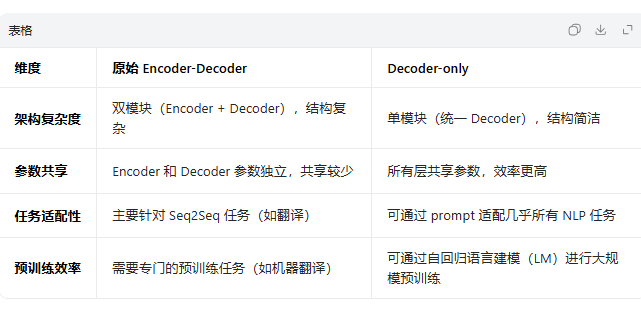 表格
维度 原始 Encoder-Decoder Decoder-only
架构复杂度 双模块（Encoder + Decoder），结构复
杂 单模块（统一 Decoder），结构简洁
参数共享 Encoder 和 Decoder 参数独立，共享较少 所有层共享参数，效率更高
任务适配性 主要针对 Seq2Seq 任务（如翻译） 可通过 prompt 适配几乎所有 NLP 任务
预训练效率 需要专门的预训练任务（如机器翻译） 可通过自回归语言建模（LM）进行大规
模预训练